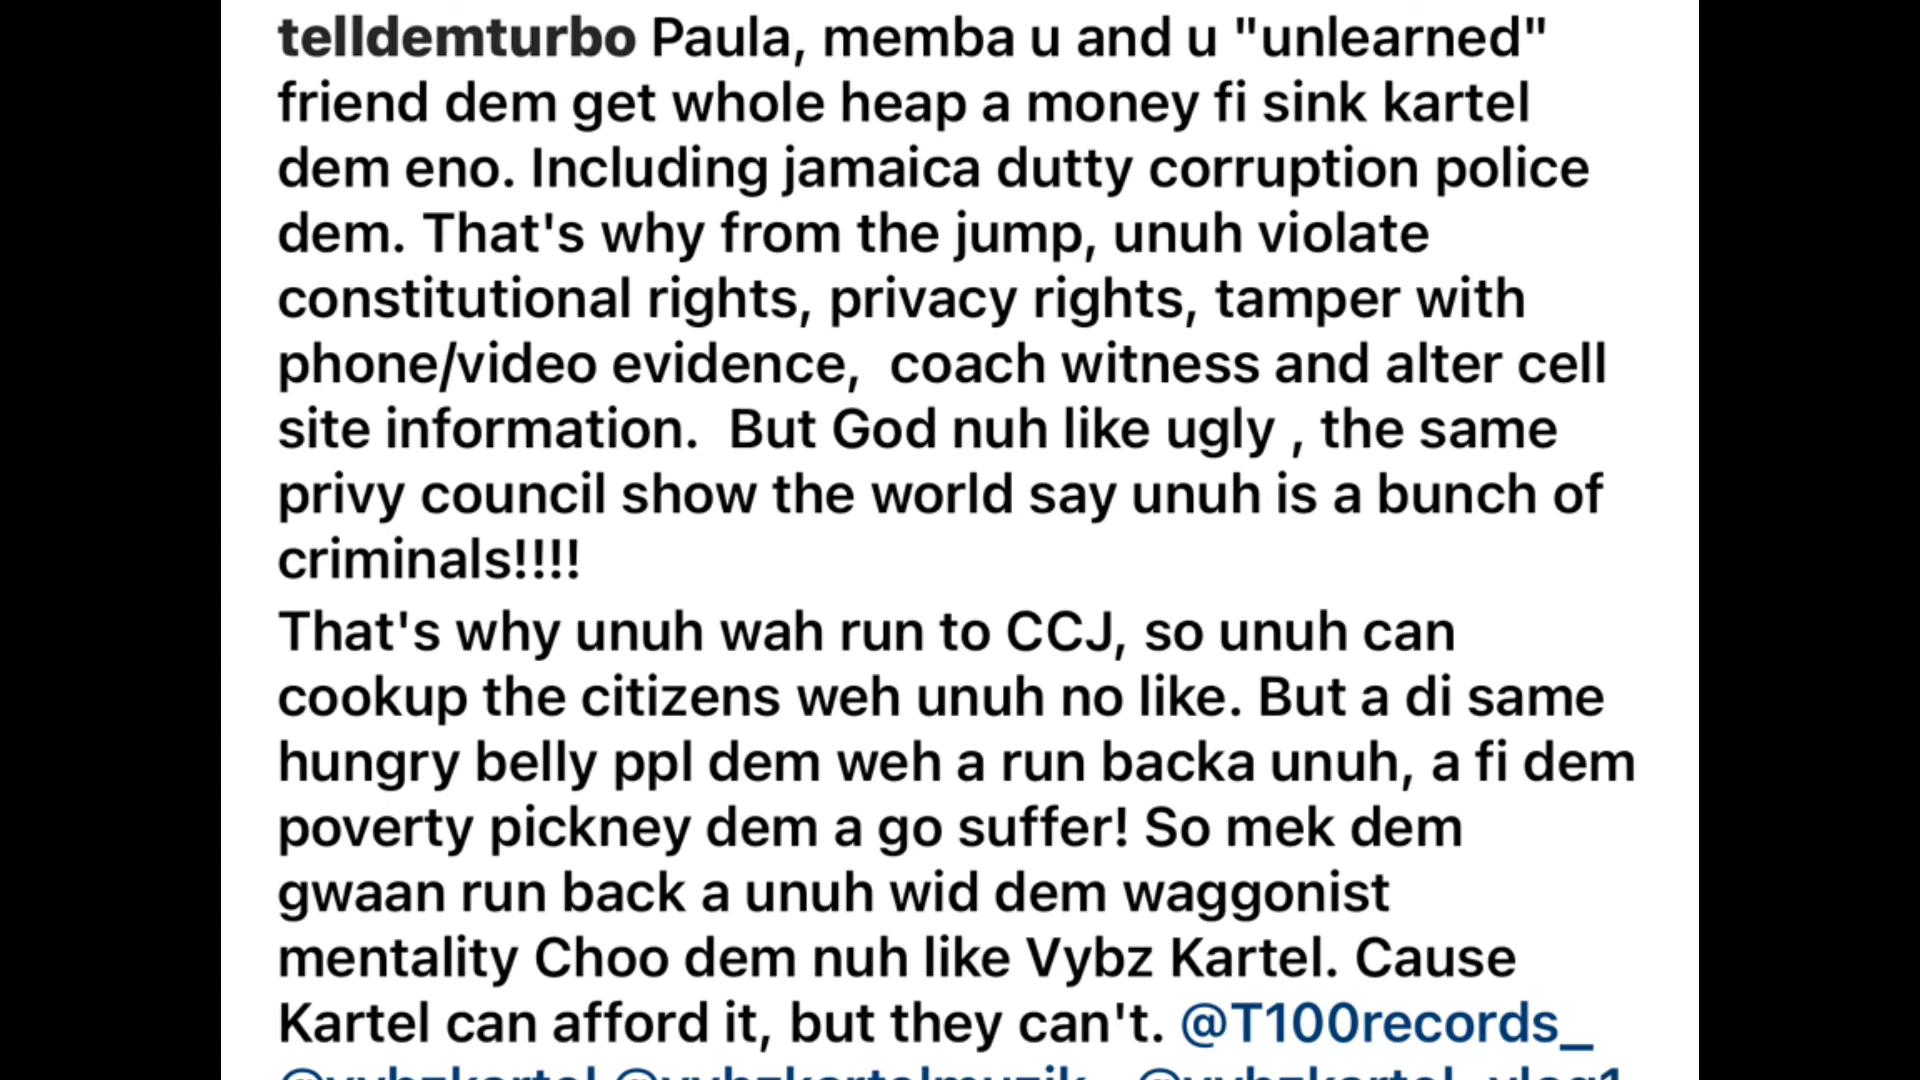 telldemturbo Paula, memba u and u "unlearned"
friend dem get whole heap a money fi sink kartel
dem eno. Including jamaica dutty corruption police
dem. That's why from the jump, unuh violate
constitutional rights, privacy rights, tamper with
phone/video evidence,  coach witness and alter cell
site information.  But God nuh like ugly , the same
privy council show the world say unuh is a bunch of
criminals!!!!
That's why unuh wah run to CCJ, so unuh can
cookup the citizens weh unuh no like. But a di same
hungry belly ppl dem weh a run backa unuh, a fi dem
poverty pickney dem a go suffer! So mek dem
gwaan run back a unuh wid dem waggonist
mentality Choo dem nuh like Vybz Kartel. Cause
Kartel can afford it, but they can't. @T100records_
@vybzkartel